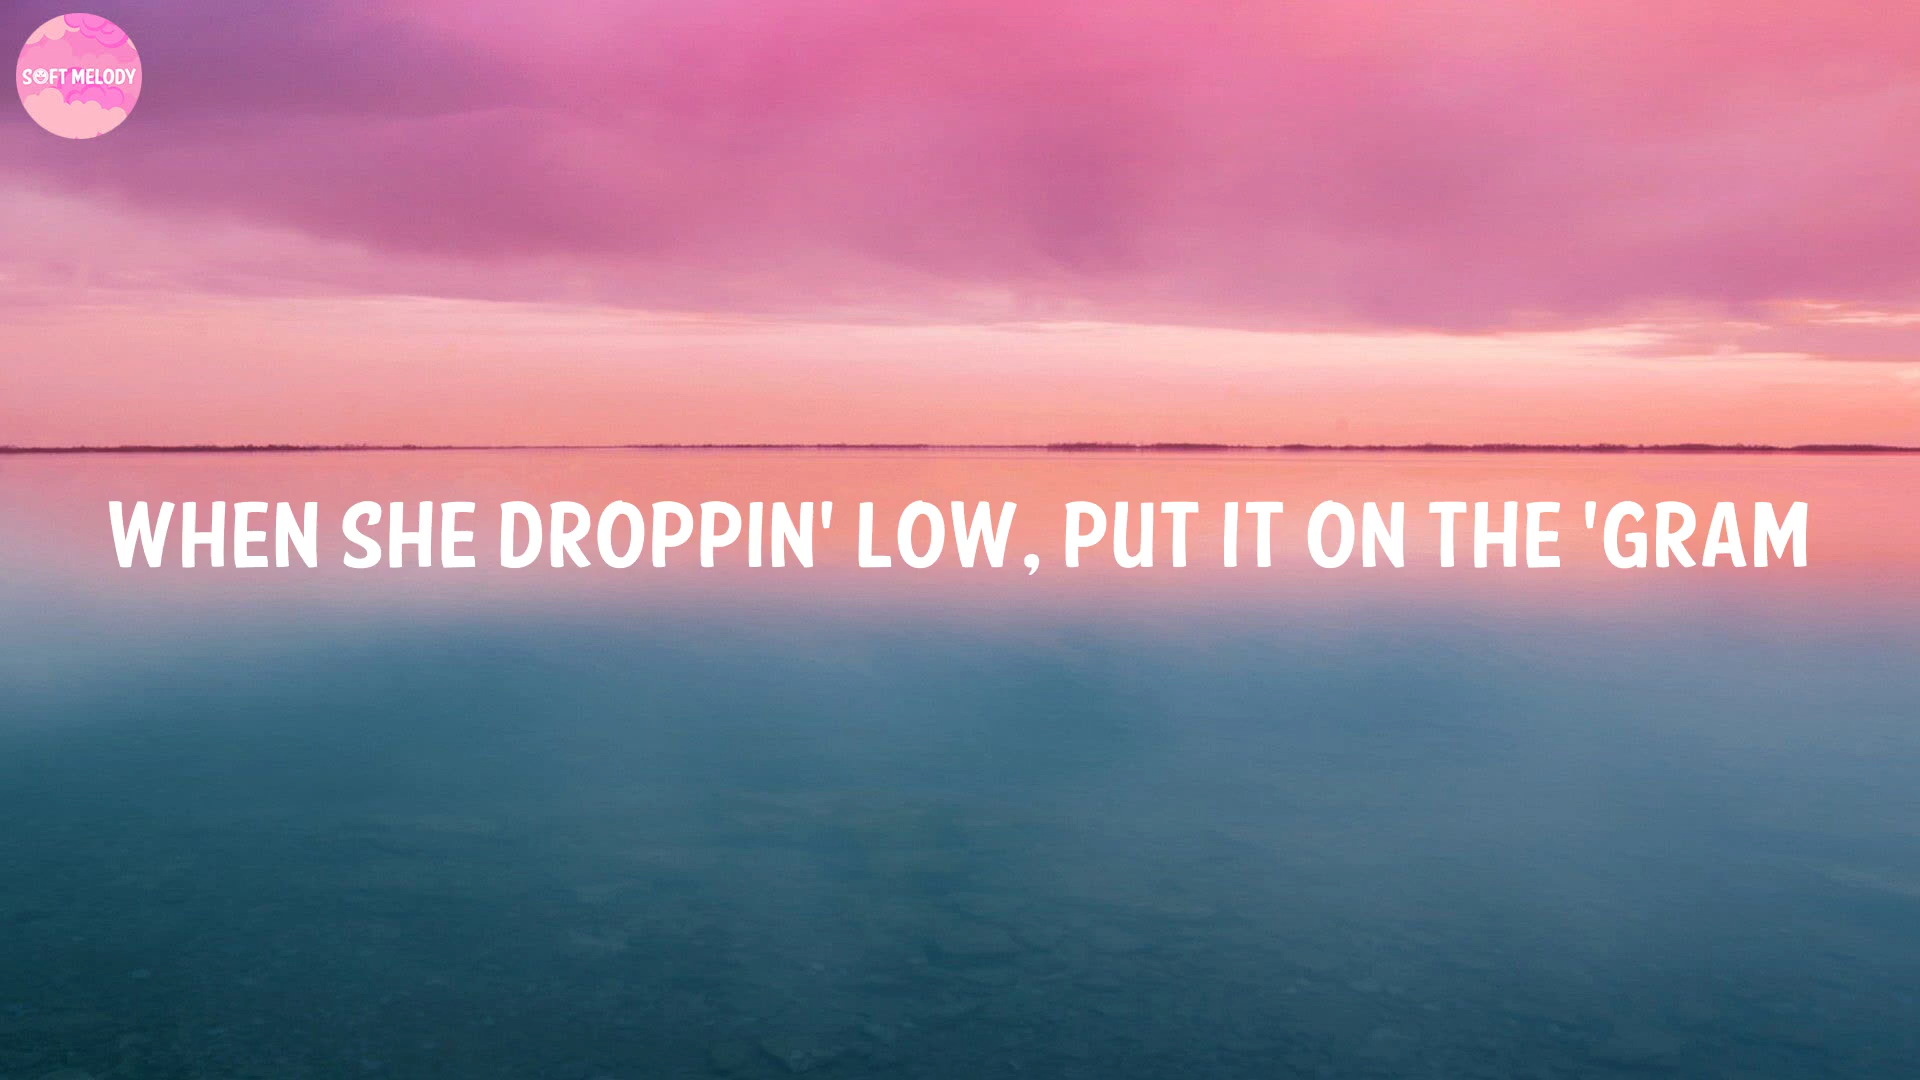 SOFT MELODY
WHEN SHE DROPPIN' LOW, PUT IT ON THE 'GRAM